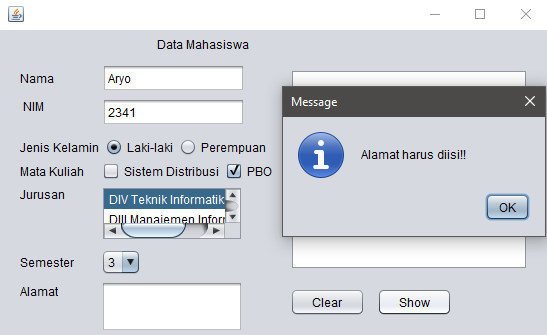 Data Mahasiswa
Nama Aryo
NIM 2341
Message
Alamat harus diisi!!
OK
Jenis Kelamin Laki-laki Perempuan
Mata Kuliah Sistem Distribusi PBO
Jurusan DIV Teknik Informatik
DIII Manajemen Inforr
Semester 3
Alamat
Clear Show